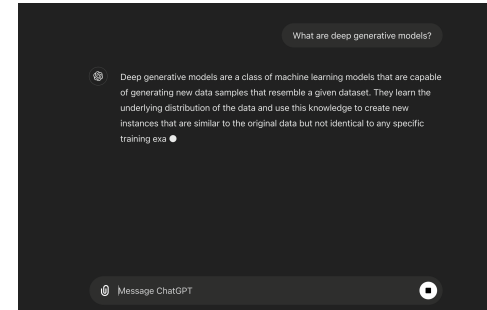 What are deep generative models?
Deep generative models are a class of machine learning models that are capable
of generating new data samples that resemble a given dataset. They learn the
underlying distribution of the data and use this knowledge to create new
instances that are similar to the original data but not identical to any specific
training exa
Message ChatGPT